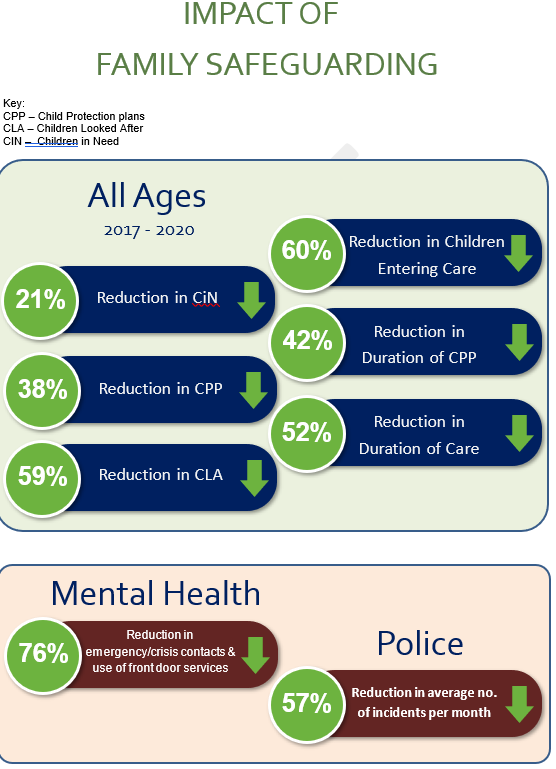 IMPACT OF
FAMILY SAFEGUARDING
Key:
CPP – Child Protection plans
CLA – Children Looked After
CIN – Children in Need
All Ages
2017 - 2020
21%
Reduction in CiN
38%
Reduction in CPP
59%
Reduction in CLA
60%
Reduction in Children
Entering Care
42%
Reduction in
Duration of CPP
52%
Reduction in
Duration of Care
Mental Health
76%
Reduction in
emergency/crisis contacts &
use of front door services
Police
57%
Reduction in average no.
of incidents per month